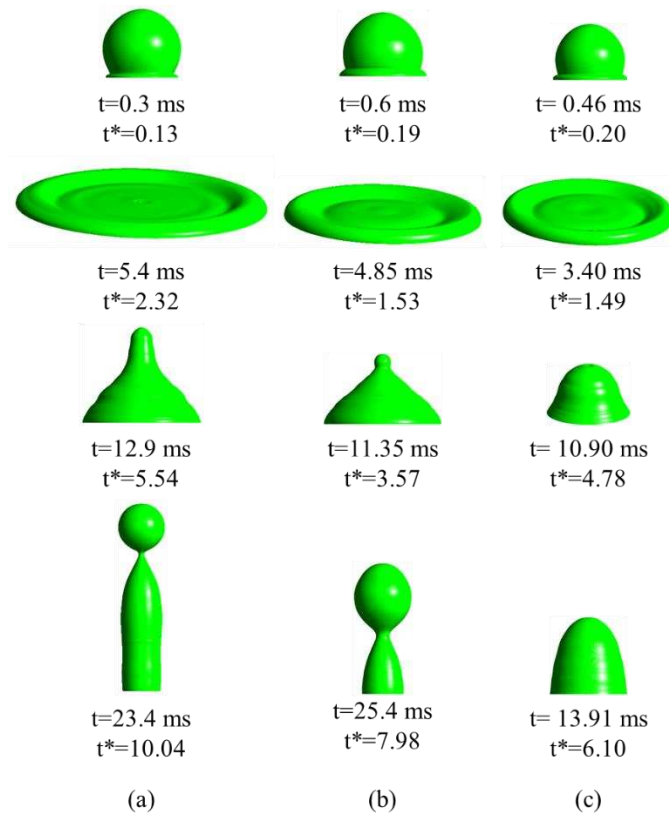 t=0.3 ms
t=0.6 ms
t= 0.46 ms
t*=0.13
t*=0.19
t*=0.20
t=5.4 ms
t=4.85 ms
t= 3.40 ms
t*=2.32
t*=1.53
t*=1.49
t=12.9 ms
t=11.35 ms
t= 10.90 ms
t*=5.54
t*=3.57
t*=4.78
t=23.4 ms
t=25.4 ms
t= 13.91 ms
t*=10.04
t*=7.98
t*=6.10
(a)
(b)
(c)